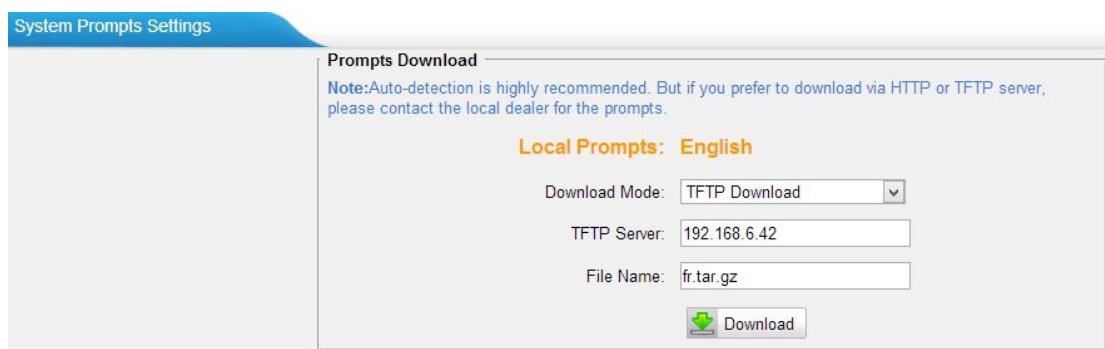 System Prompts Settings
Prompts Download
Note:Auto-detection is highly recommended. But if you prefer to download via HTTP or TFTP server,
please contact the local dealer for the prompts.
Local Prompts: English
Download Mode: TFTP Download
TFTP Server: 192.168.6.42
File Name: fr.tar.gz
Download